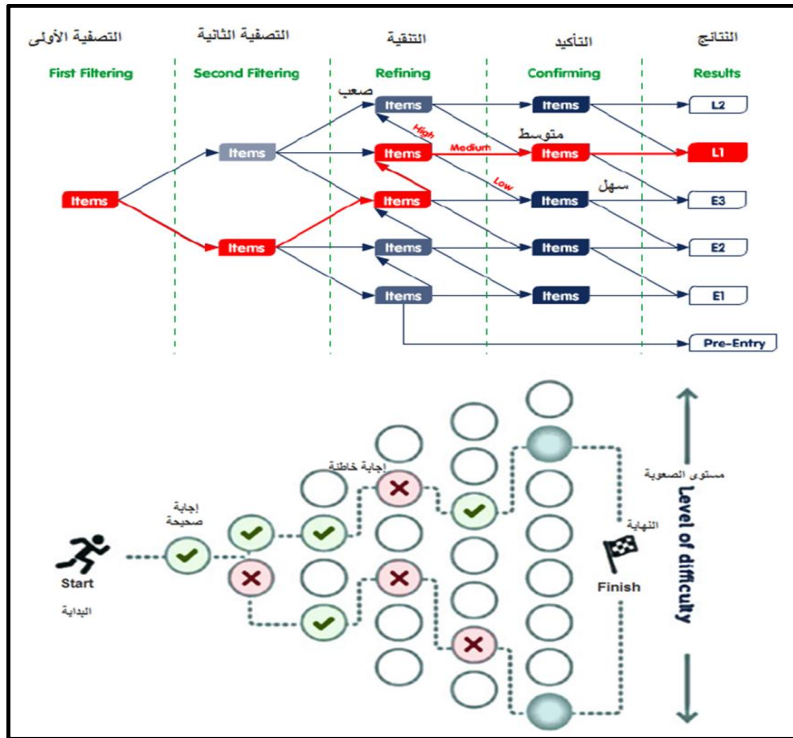 التصفية الأولى
التصفية الثانية
التنقية
التأكيد
النتائج
First Filtering
Second Filtering
Refining
Confirming
Results
صعب
Items
Items
L2
High
متوسط
Items
Items
Medium
Items
L1
Low
سهل
Items
Items
Items
E3
Items
Items
Items
E2
Items
Items
E1
Pre-Entry
إجابة خاطئة
مستوى الصعوبة
إجابة
صحيحة
النهاية
Start
Finish
البداية
Level of difficulty